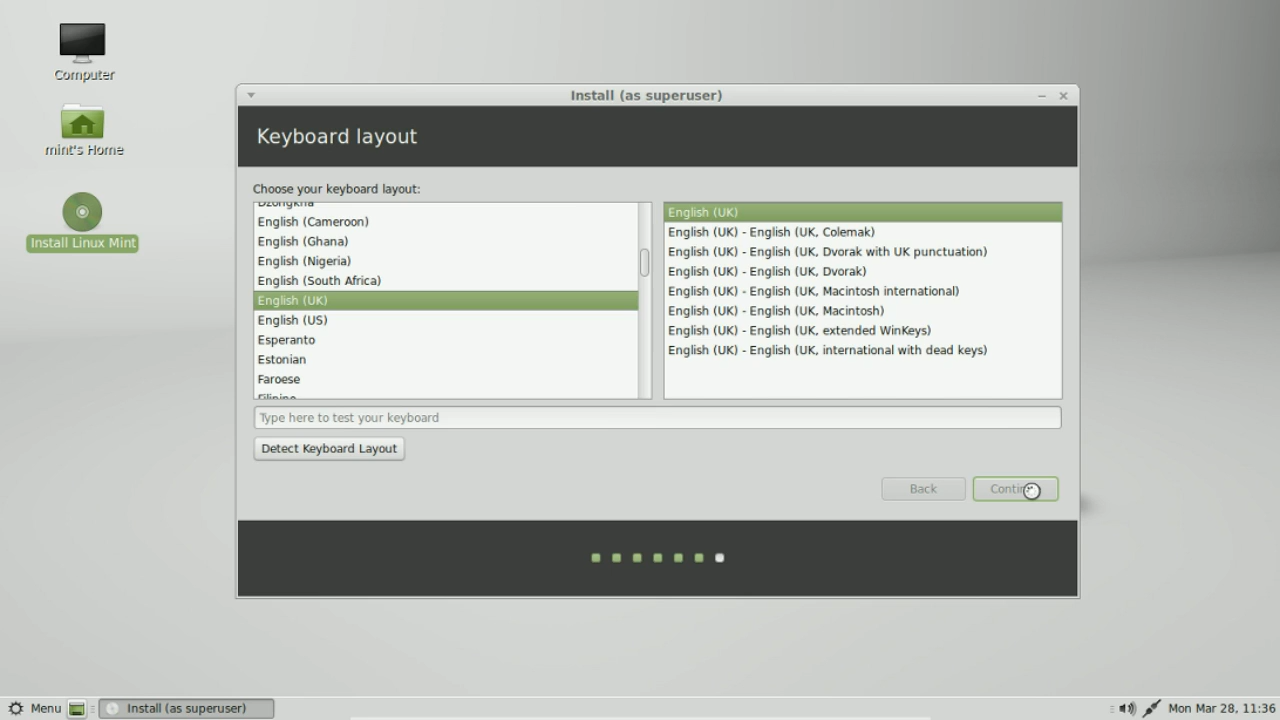 Computer
mint's Home
Install Linux Mint
Install (as superuser)
Keyboard layout
Choose your keyboard layout:
Dzongkha
English (Cameroon)
English (Ghana)
English (Nigeria)
English (South Africa)
English (UK)
English (US)
Esperanto
Estonian
Faroese
Filipino
English (UK)
English (UK) - English (UK, Colemak)
English (UK) - English (UK, Dvorak with UK punctuation)
English (UK) - English (UK, Dvorak)
English (UK) - English (UK, Macintosh international)
English (UK) - English (UK, Macintosh)
English (UK) - English (UK, extended WinKeys)
English (UK) - English (UK, international with dead keys)
Type here to test your keyboard
Detect Keyboard Layout
Back
Continue
Menu
Install (as superuser)
Mon Mar 28, 11:36